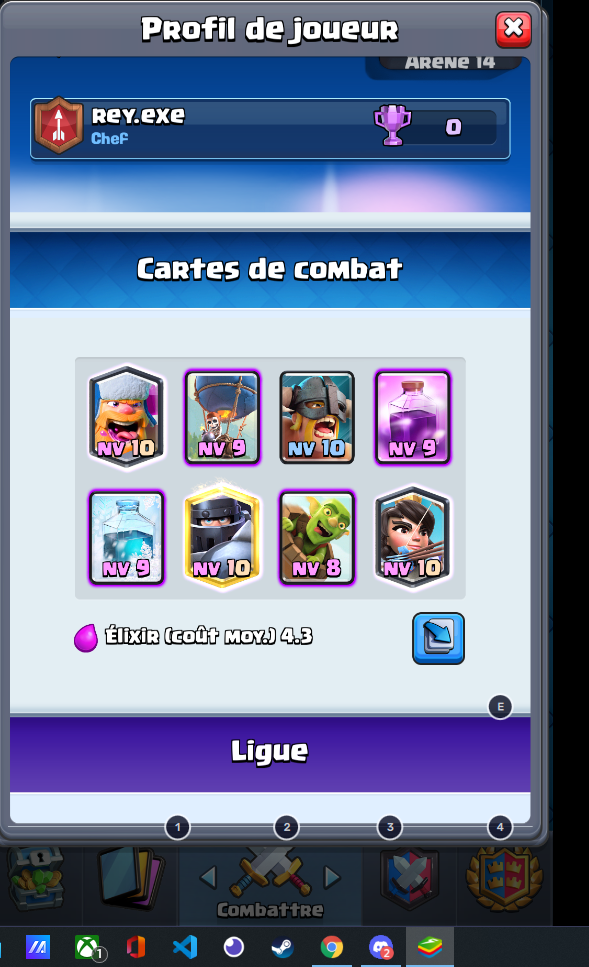 Profil de joueur
Arène 14
rey.exe
Chef
0
Cartes de combat
NV 10
NV 9
NV 10
NV 9
NV 9
NV 10
NV 8
NV 10
Élixir (coût moy.) 4.3
E
Ligue
1
2
3
4
Combattre
1
2